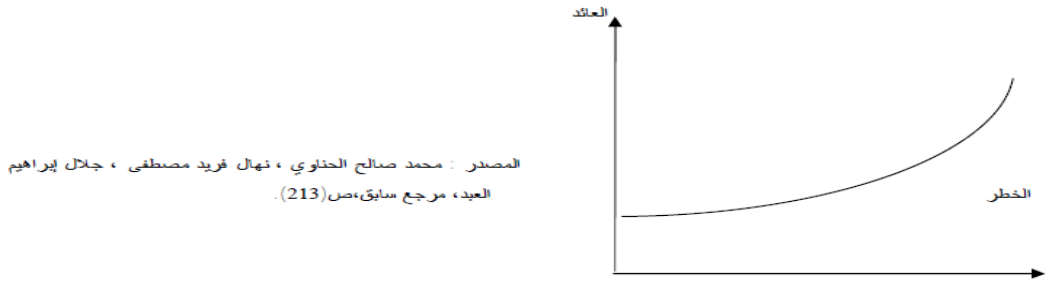 العائد
الخطر
المصدر : محمد صالح الحناوي ، نهال فريد مصطفى ، جلال إبراهيم
العبد، مرجع سابق،ص(213).